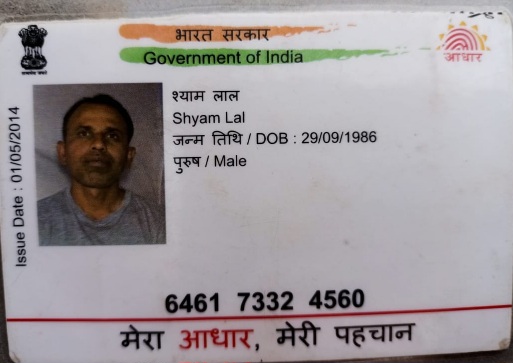 भारत सरकार
Government of India
आधार
Issue Date : 01/05/2014
श्याम लाल
Shyam Lal
जन्म तिथि / DOB : 29/09/1986
पुरुष / Male
6461 7332 4560
मेरा आधार, मेरी पहचान